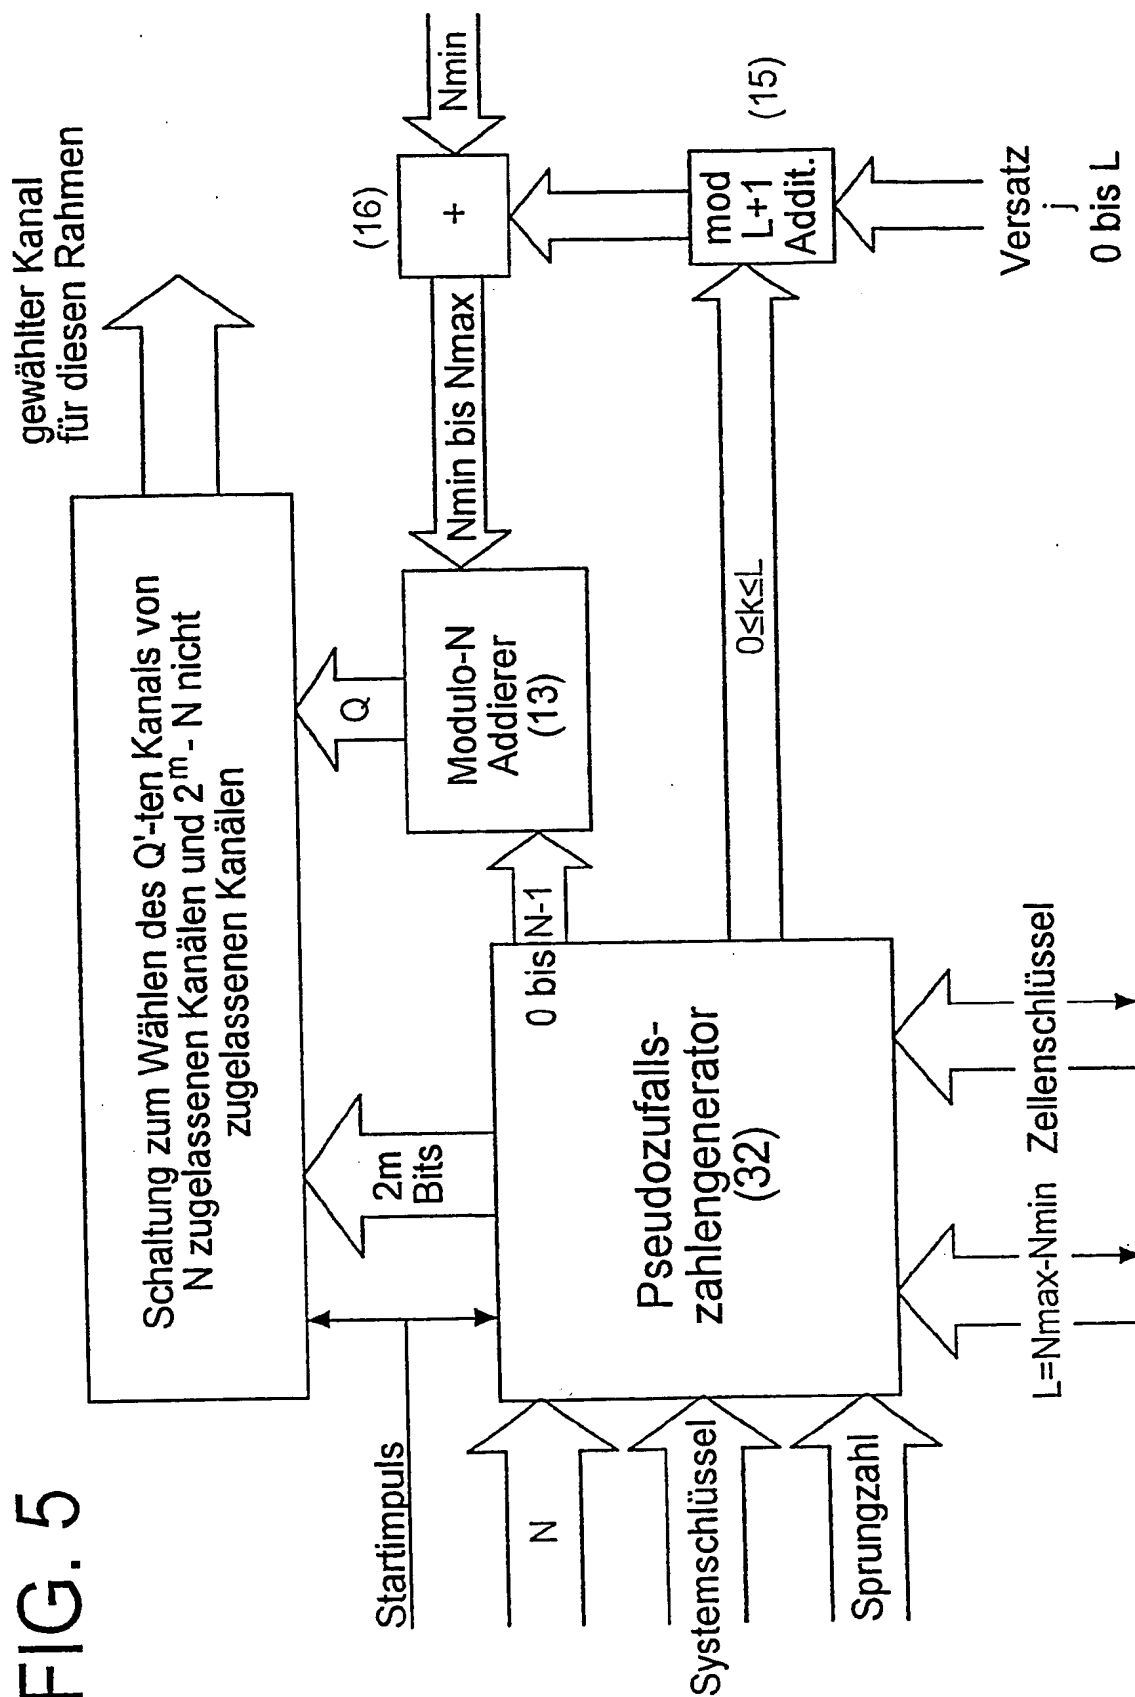 FIG. 5
gewählter Kanal
für diesen Rahmen
Schaltung zum Wählen des Q'-ten Kanals von
N zugelassenen Kanälen und 2^m - N nicht
zugelassenen Kanälen
Startimpuls
2m
Bits
Q
(16)
+
Nmin
Nmin bis Nmax
Modulo-N
Addierer
(13)
0 bis N-1
N
Systemschlüssel
Sprungzahl
Pseudozufalls-
zahlengenerator
(32)
0≤k≤L
mod
L+1
Addit.
(15)
L=Nmax-Nmin
Zellenschlüssel
Versatz
j
0 bis L